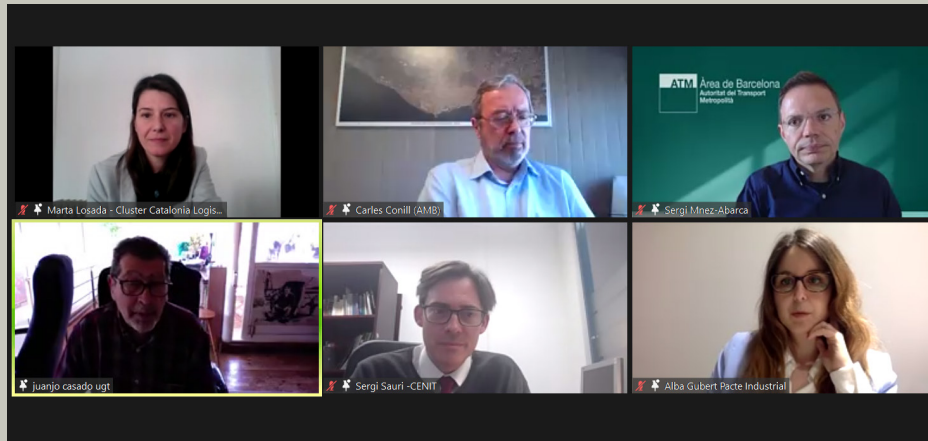 Marta Losada - Cluster Catalonia Logis...
Carles Conill (AMB)
ATM
Àrea de Barcelona
Autoritat del Transport
Metropolità
Sergi Mnez-Abarca
juanjo casado ugt
Sergi Sauri -CENIT
Alba Gubert Pacte Industrial